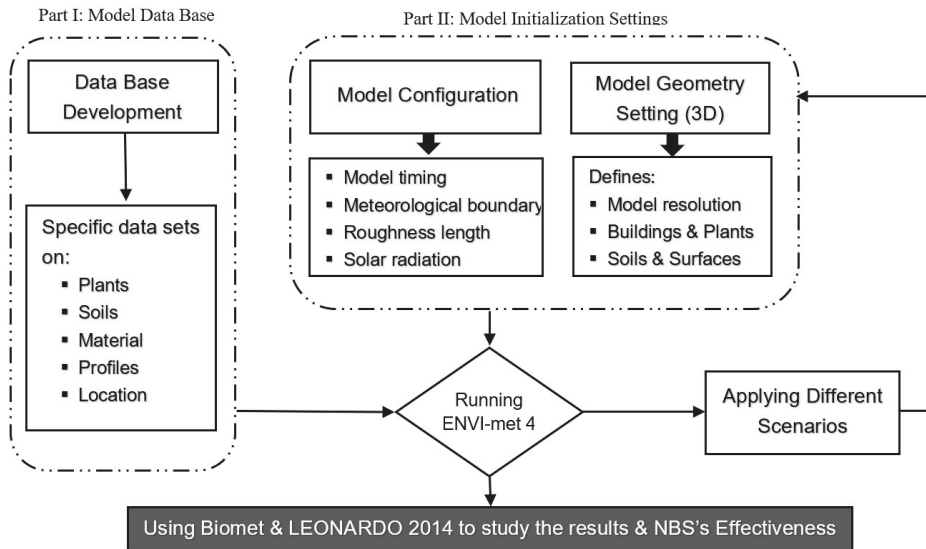 Part I: Model Data Base
Data Base
Development
Specific data sets
on:
▪ Plants
▪ Soils
▪ Material
▪ Profiles
▪ Location
Part II: Model Initialization Settings
Model Configuration
▪ Model timing
▪ Meteorological boundary
▪ Roughness length
▪ Solar radiation
Model Geometry
Setting (3D)
Defines:
▪ Model resolution
▪ Buildings & Plants
▪ Soils & Surfaces
Running
ENVI-met 4
Applying Different
Scenarios
Using Biomet & LEONARDO 2014 to study the results & NBS's Effectiveness